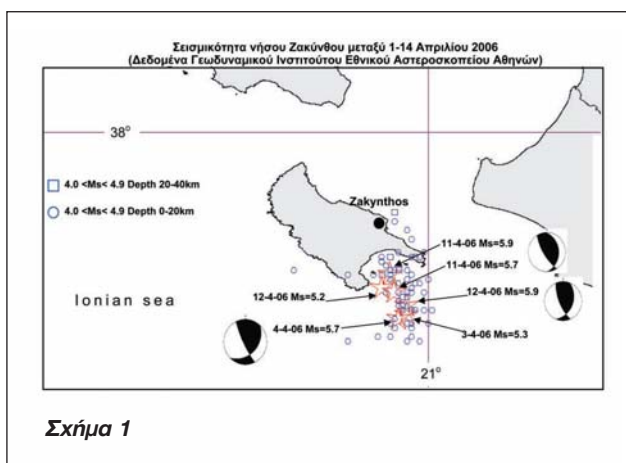 Σεισμικότητα νήσου Ζακύνθου μεταξύ 1-14 Απριλίου 2006
(Δεδομένα Γεωδυναμικού Ινστιτούτου Εθνικού Αστεροσκοπείου Αθηνών)
38°
4.0 <Ms< 4.9 Depth 20-40km
4.0 <Ms< 4.9 Depth 0-20km
Zakynthos
11-4-06 Ms=5.9
11-4-06 Ms=5.7
12-4-06 Ms=5.2
12-4-06 Ms=5.9
Ionian sea
4-4-06 Ms=5.7
3-4-06 Ms=5.3
21°
Σχήμα 1